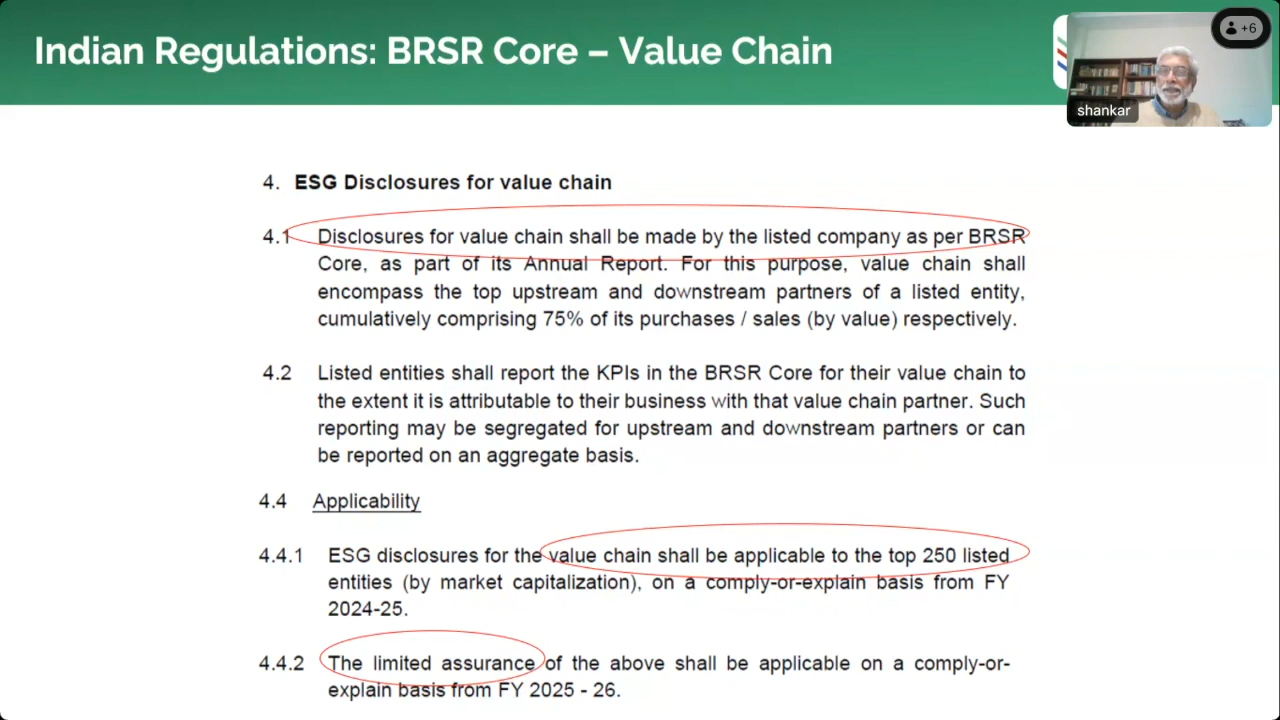 Indian Regulations: BRSR Core – Value Chain
+6
shankar
4. ESG Disclosures for value chain
4.1 Disclosures for value chain shall be made by the listed company as per BRSR
Core, as part of its Annual Report. For this purpose, value chain shall
encompass the top upstream and downstream partners of a listed entity,
cumulatively comprising 75% of its purchases / sales (by value) respectively.
4.2 Listed entities shall report the KPIs in the BRSR Core for their value chain to
the extent it is attributable to their business with that value chain partner. Such
reporting may be segregated for upstream and downstream partners or can
be reported on an aggregate basis.
4.4 Applicability
4.4.1 ESG disclosures for the value chain shall be applicable to the top 250 listed
entities (by market capitalization), on a comply-or-explain basis from FY
2024-25.
4.4.2 The limited assurance of the above shall be applicable on a comply-or-
explain basis from FY 2025 - 26.